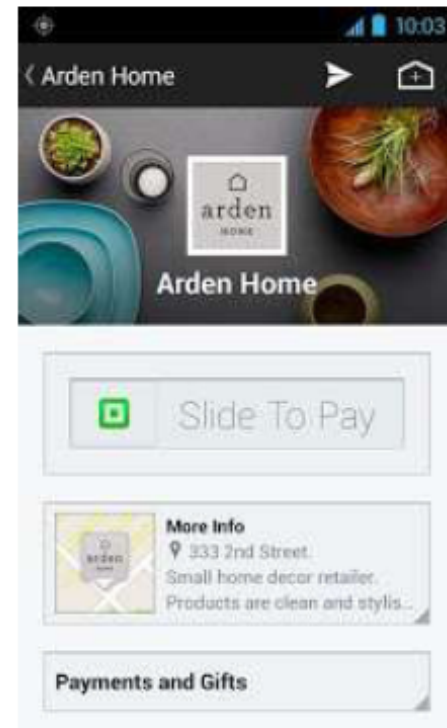 10:03
Arden Home
arden
HOME
Arden Home
Slide To Pay
arden
More Info
333 2nd Street.
Small home decor retailer.
Products are clean and stylis...
Payments and Gifts